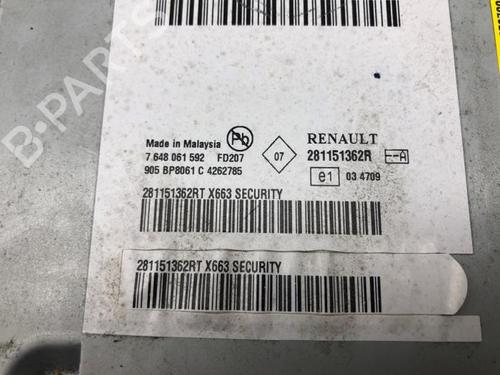 B-PARTS
Made in Malaysia
Pb
RENAULT
7 648 061 592 FD207
07
281151362R --A
905 BP8061 C 4262785
e1 03 4709
281151362RT X663 SECURITY
281151362RT X663 SECURITY